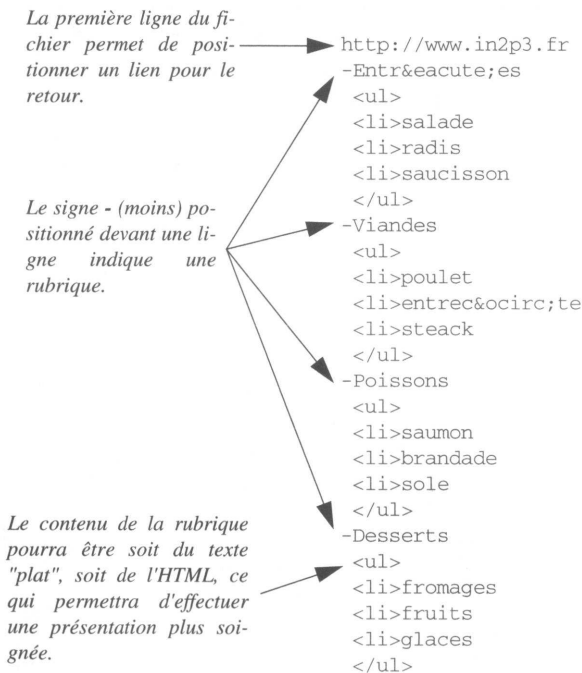 La première ligne du fi-
chier permet de posi-
tionner un lien pour le
retour.
http://www.in2p3.fr
-Entr&eacute;es
<ul>
<li>salade
<li>radis
<li>saucisson
</ul>
Le signe - (moins) po-
sitionné devant une li-
gne indique une
rubrique.
-Viandes
<ul>
<li>poulet
<li>entrec&ocirc;te
<li>steack
</ul>
-Poissons
<ul>
<li>saumon
<li>brandade
<li>sole
</ul>
Le contenu de la rubrique
pourra être soit du texte
"plat", soit de l'HTML, ce
qui permettra d'effectuer
une présentation plus soi-
gnée.
-Desserts
<ul>
<li>fromages
<li>fruits
<li>glaces
</ul>